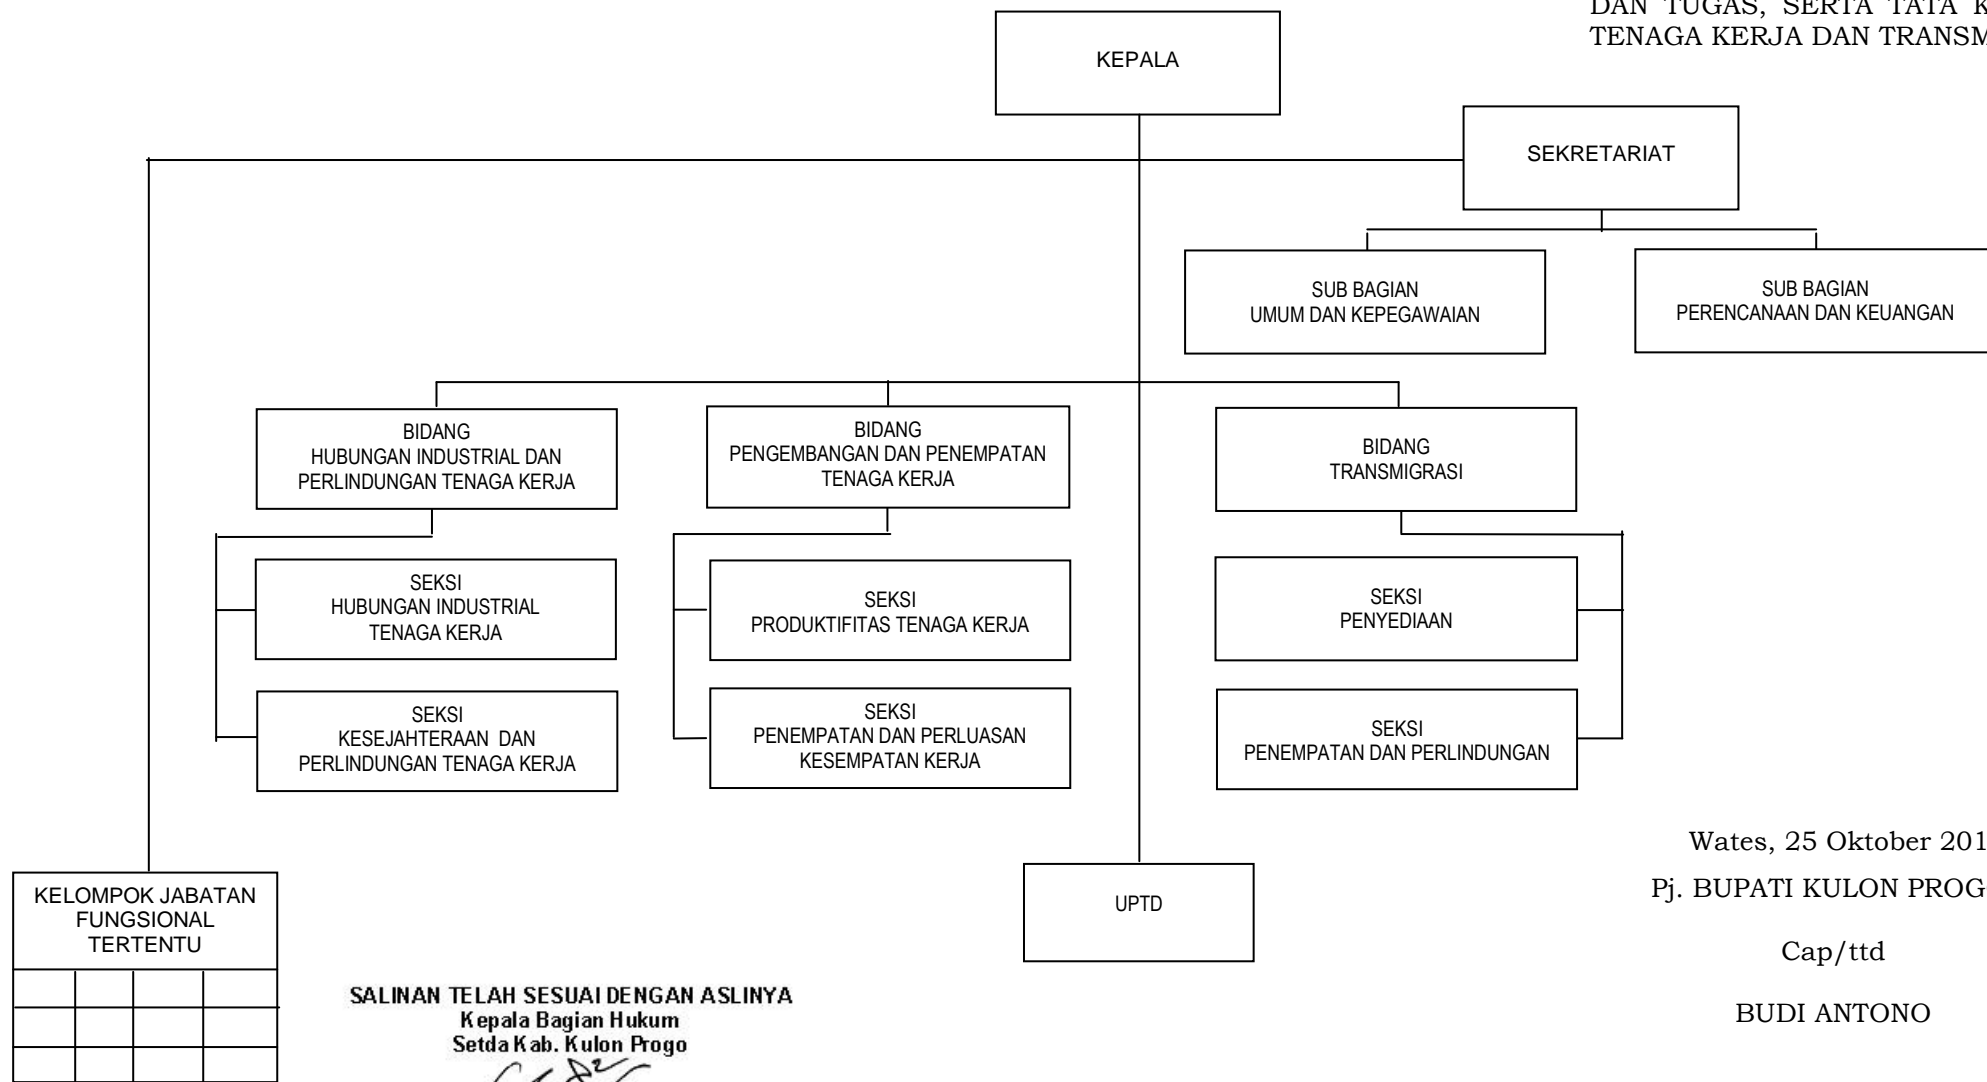 DAN TUGAS, SERTA TATA
TENAGA KERJA DAN
KEPALA
SEKRETARIAT
SUB BAGIAN
UMUM DAN KEPEGAWAIAN
SUB BAGIAN
PERENCANAAN DAN KEUANGAN
BIDANG
HUBUNGAN INDUSTRIAL DAN
PERLINDUNGAN TENAGA KERJA
BIDANG
PENGEMBANGAN DAN PENEMPATAN
TENAGA KERJA
BIDANG
TRANSMIGRASI
SEKSI
HUBUNGAN INDUSTRIAL
TENAGA KERJA
SEKSI
PRODUKTIFITAS TENAGA KERJA
SEKSI
PENYEDIAAN
SEKSI
KESEJAHTERAAN DAN
PERLINDUNGAN TENAGA KERJA
SEKSI
PENEMPATAN DAN PERLUASAN
KESEMPATAN KERJA
SEKSI
PENEMPATAN DAN PERLINDUNGAN
KELOMPOK JABATAN
FUNGSIONAL
TERTENTU
UPTD
Wates, 25 Oktober 201
Pj. BUPATI KULON PROG
Cap/ttd
BUDI ANTONO
SALINAN TELAH SESUAI DENGAN ASLINYA
Kepala Bagian Hukum
Setda Kab. Kulon Progo